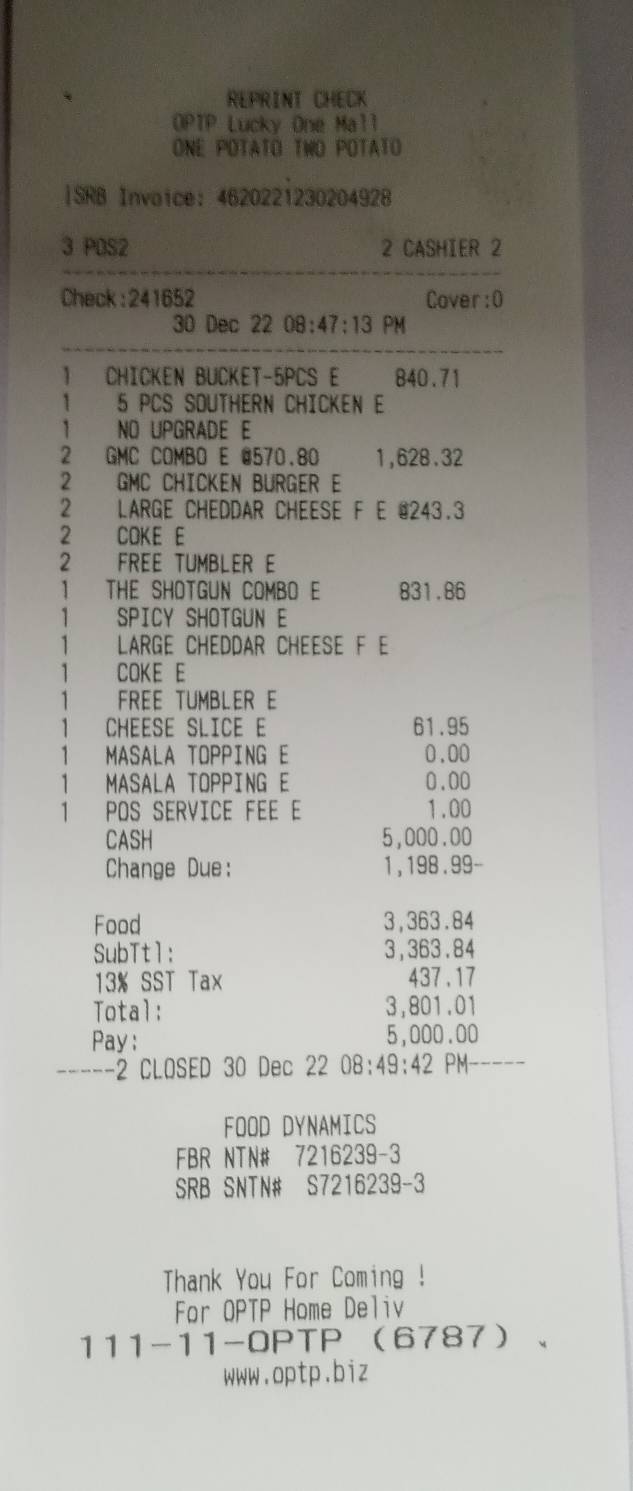 REPRINT CHECK
OPTP Lucky One Mall
ONE POTATO TWO POTATO
|SRB Invoice: 4620221230204928
3 POS2 2 CASHIER 2
Check:241652 Cover:0
30 Dec 22 08:47:13 PM
1 CHICKEN BUCKET-5PCS E 840.71
1 5 PCS SOUTHERN CHICKEN E
1 NO UPGRADE E
2 GMC COMBO E @570.80 1,628.32
2 GMC CHICKEN BURGER E
2 LARGE CHEDDAR CHEESE F E @243.3
2 COKE E
2 FREE TUMBLER E
1 THE SHOTGUN COMBO E 831.86
1 SPICY SHOTGUN E
1 LARGE CHEDDAR CHEESE F E
1 COKE E
1 FREE TUMBLER E
1 CHEESE SLICE E 61.95
1 MASALA TOPPING E 0.00
1 MASALA TOPPING E 0.00
1 POS SERVICE FEE E 1.00
CASH 5,000.00
Change Due: 1,198.99-
Food 3,363.84
SubTtl: 3,363.84
13% SST Tax 437.17
Total: 3,801.01
Pay: 5,000.00
-----2 CLOSED 30 Dec 22 08:49:42 PM-----
FOOD DYNAMICS
FBR NTN# 7216239-3
SRB SNTN# S7216239-3
Thank You For Coming !
For OPTP Home Deliv
111-11-OPTP (6787)
www.optp.biz